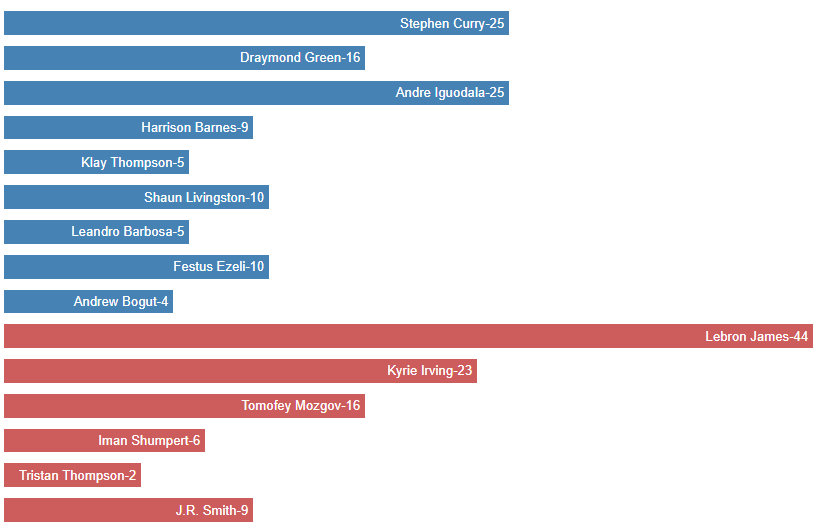 Stephen Curry-25
Draymond Green-16
Andre Iguodala-25
Harrison Barnes-9
Klay Thompson-5
Shaun Livingston-10
Leandro Barbosa-5
Festus Ezeli-10
Andrew Bogut-4
Lebron James-44
Kyrie Irving-23
Tomofey Mozgov-16
Iman Shumpert-6
Tristan Thompson-2
J.R. Smith-9